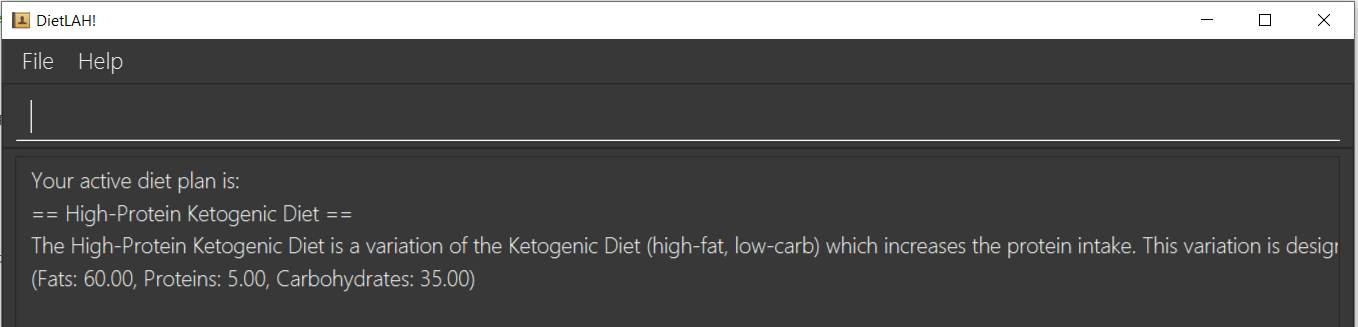 DietLAH!
File Help
Your active diet plan is:
== High-Protein Ketogenic Diet ==
The High-Protein Ketogenic Diet is a variation of the Ketogenic Diet (high-fat, low-carb) which increases the protein intake. This variation is
(Fats: 60.00, Proteins: 5.00, Carbohydrates: 35.00)